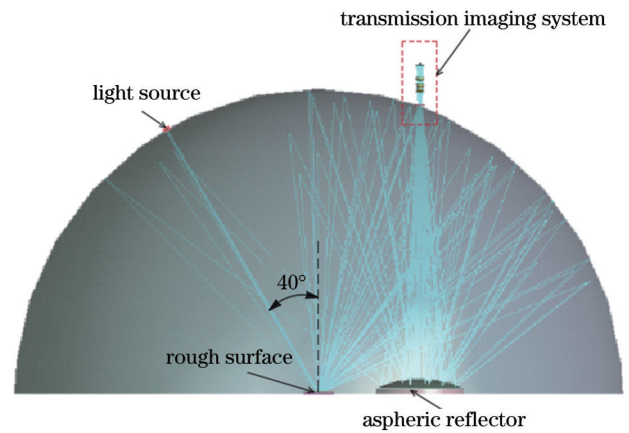 transmission imaging system
light source
40°
rough surface
aspheric reflector